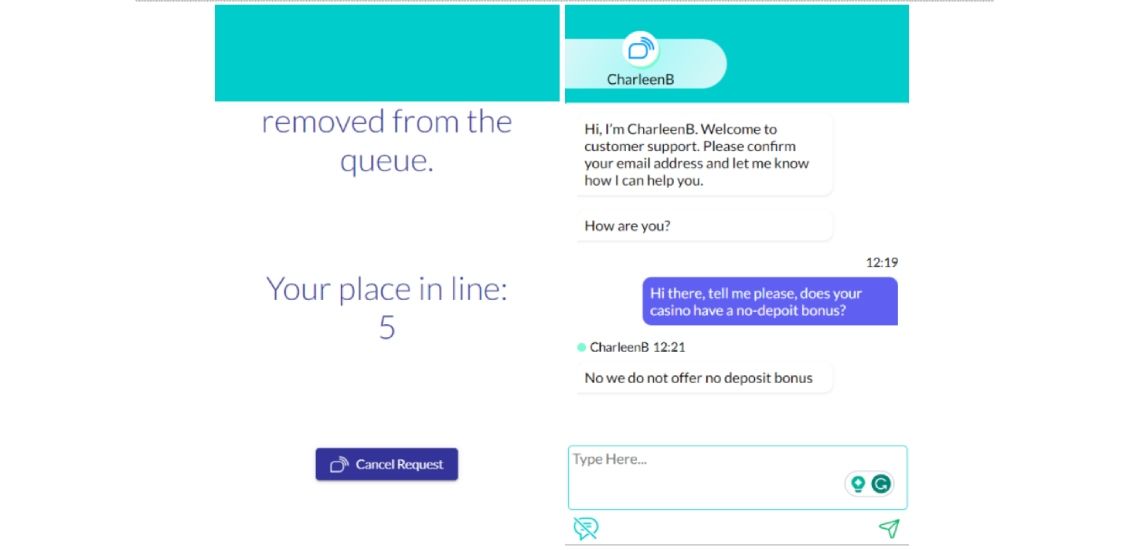 removed from the
queue.
Your place in line:
5
Cancel Request
CharleenB
Hi, I'm CharleenB. Welcome to
customer support. Please confirm
your email address and let me know
how I can help you.
How are you?
12:19
Hi there, tell me please, does your
casino have a no-depoit bonus?
CharleenB 12:21
No we do not offer no deposit bonus
Type Here...